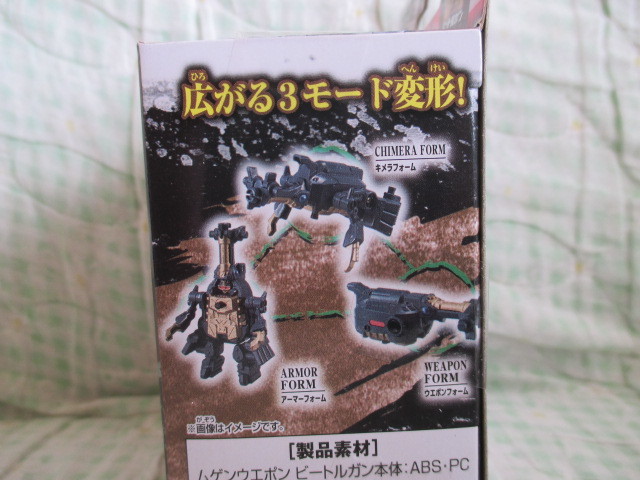 広がる3モード変形!
ひろ
へんけい
CHIMERA FORM
キメラフォーム
ARMOR
FORM
アーマーフォーム
WEAPON
FORM
ウエポンフォーム
がぞう
※画像はイメージです。
[製品素材]
ムゲンウエポン ビートルガン本体:ABS・PC